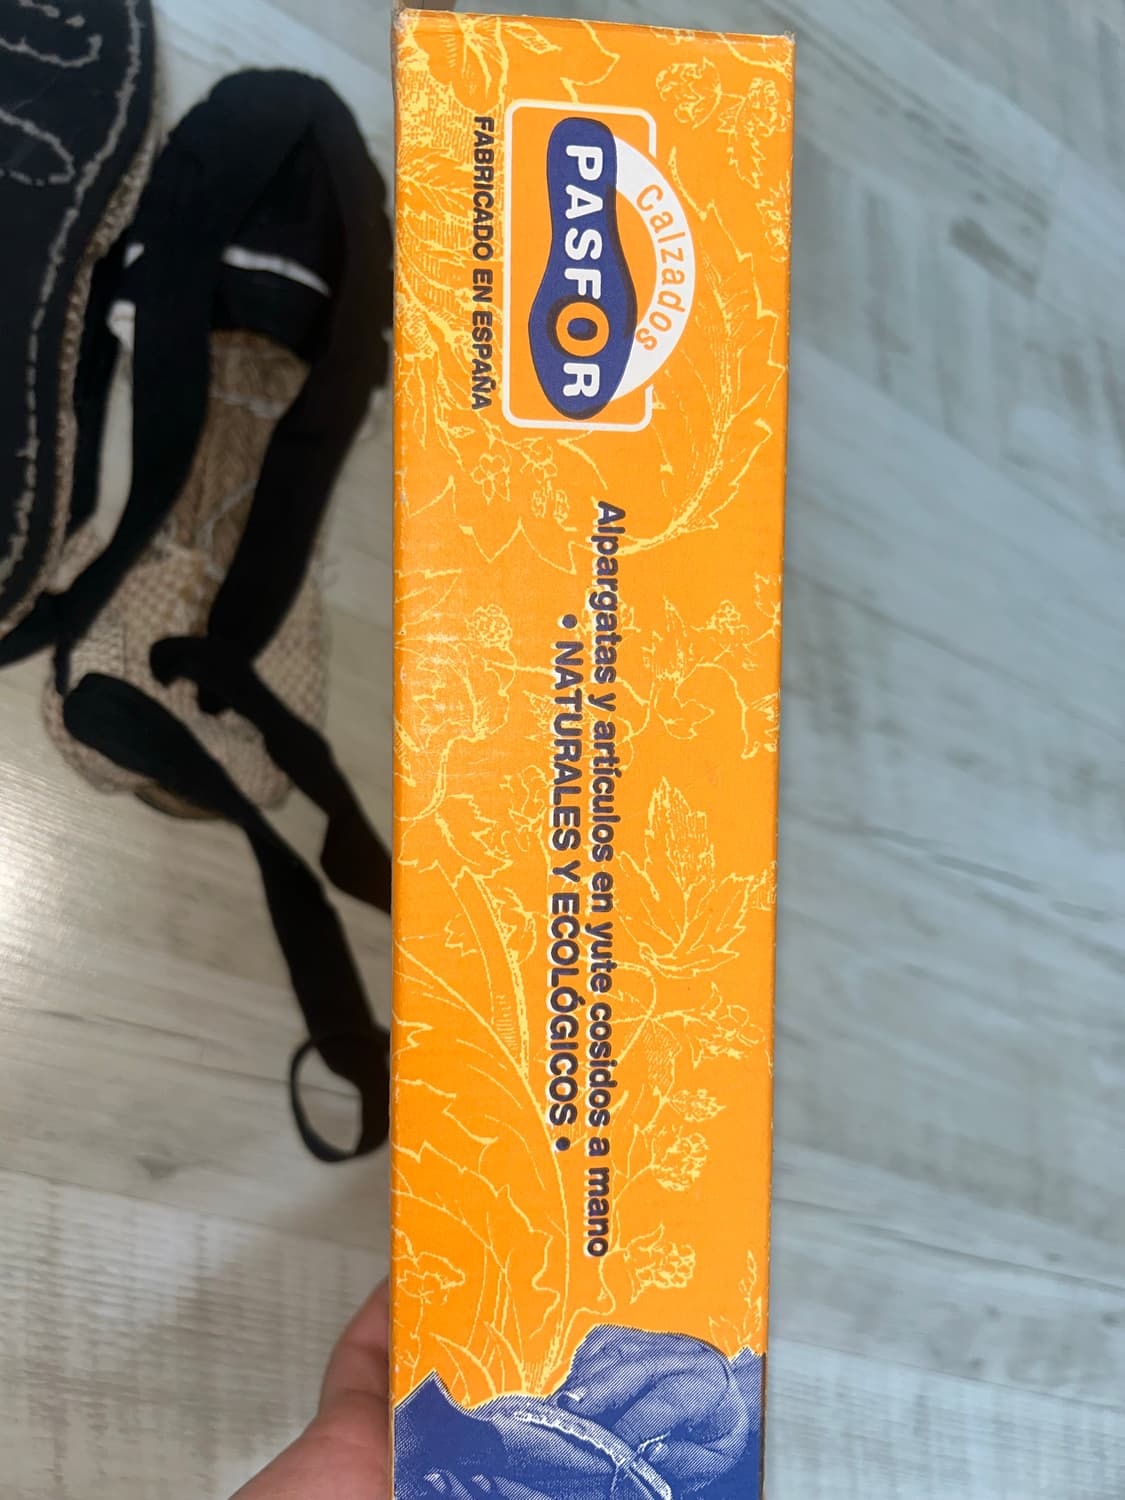 Calzados
PASFOR
FABRICADO EN ESPAÑA
Alpargatas y artículos en yute cosidos a mano
• NATURALES Y ECOLÓGICOS •